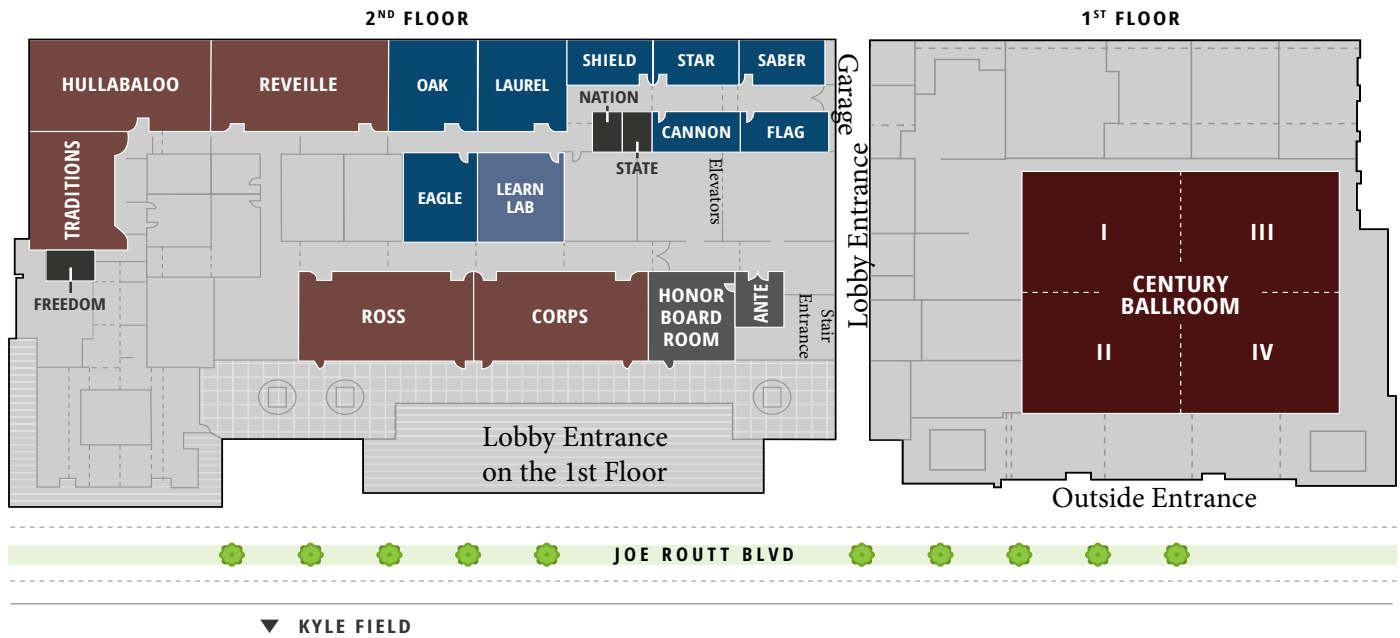 2ND FLOOR
1ST FLOOR
HULLABALOO
REVEILLE
OAK
LAUREL
SHIELD
STAR
SABER
NATION
STATE
CANNON
FLAG
Garage
Lobby Entrance
TRADITIONS
EAGLE
LEARN
LAB
Elevators
FREEDOM
ROSS
CORPS
HONOR
BOARD
ROOM
ANTE
Stair
Entrance
I
III
CENTURY
BALLROOM
II
IV
Lobby Entrance
on the 1st Floor
Outside Entrance
JOE ROUTT BLVD
KYLE FIELD